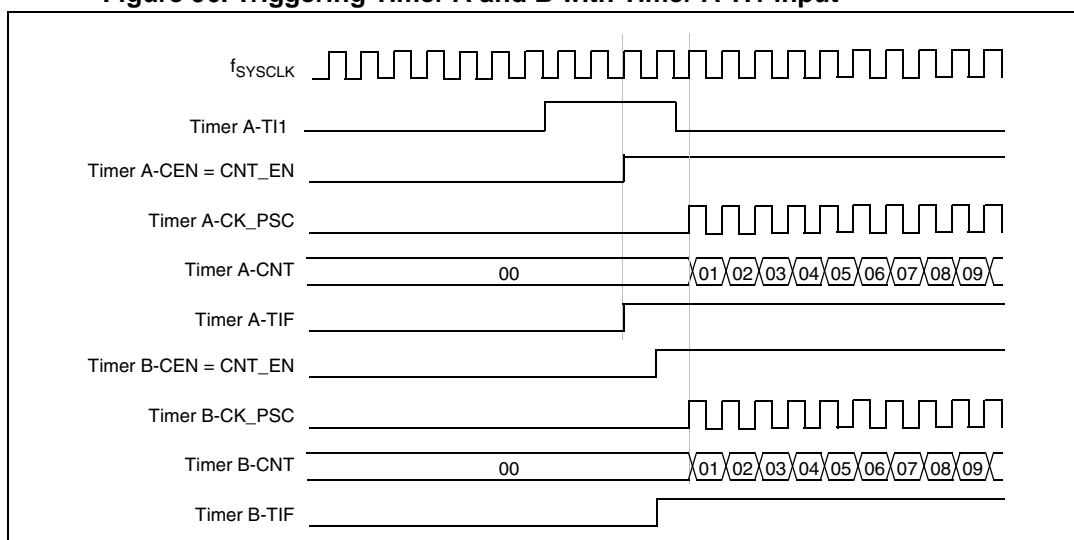 Figure 56. Triggering Timer A and B with Timer A TI1 input
fSYSCLK
Timer A-TI1
Timer A-CEN = CNT_EN
Timer A-CK_PSC
Timer A-CNT 00 01 02 03 04 05 06 07 08 09
Timer A-TIF
Timer B-CEN = CNT_EN
Timer B-CK_PSC
Timer B-CNT 00 01 02 03 04 05 06 07 08 09
Timer B-TIF